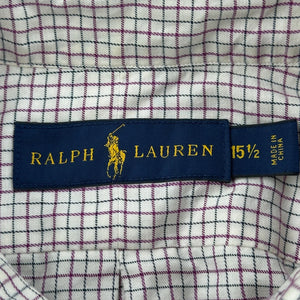 RALPH LAUREN
15½
MADE IN
CHINA